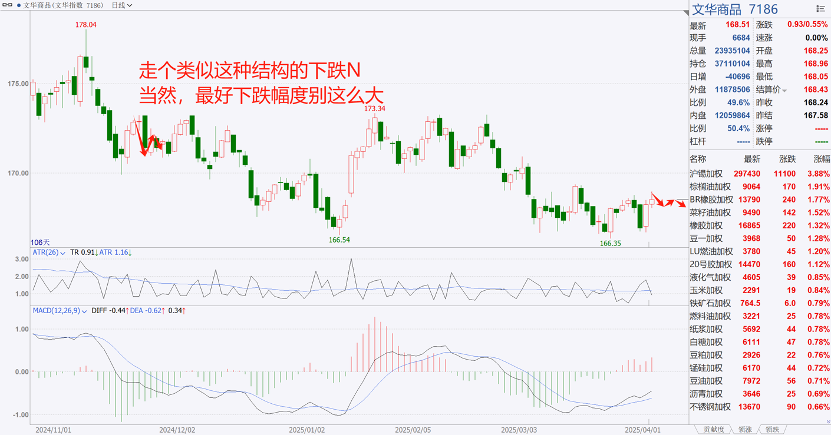 文华商品(文华指数 7186) 日线
178.04
走个类似这种结构的下跌N
当然，最好下跌幅度别这么大
173.34
175.00
170.00
166.54
166.35
108天
ATR(26) TR 0.91↓ ATR 1.16↓
3.00
2.00
1.00
MACD(12,26,9) DIFF -0.44↑ DEA -0.62↑ 0.34↑
1.00
0.00
-1.00
2024/11/01 2024/12/02 2025/01/02 2025/02/05 2025/03/03 2025/04/01
文华商品 7186
最新 168.51 涨跌 0.93/0.55%
现手 6684 速涨 0.00%
总量 23935104 开盘 168.25
持仓 37110104 最高 168.96
日增 -40696 最低 168.05
外盘 11878506 结算价 168.43
比例 49.6% 昨收 168.24
内盘 12059864 昨结 167.58
比例 50.4% 涨停 -----
杠杆 ----- 跌停 -----
名称 最新 涨跌 涨幅
沪锡加权 297430 11100 3.88%
棕榈油加权 9064 170 1.91%
BR橡胶加权 13790 240 1.77%
菜籽油加权 9490 142 1.52%
橡胶加权 16865 220 1.32%
豆一加权 3968 50 1.28%
LU燃油加权 3780 45 1.20%
20号胶加权 14470 160 1.12%
液化气加权 4605 39 0.85%
玉米加权 2291 19 0.84%
铁矿石加权 764.5 6.0 0.79%
燃料油加权 3221 25 0.78%
纸浆加权 5692 44 0.78%
白糖加权 6111 47 0.78%
豆粕加权 2926 22 0.76%
锰硅加权 6170 44 0.72%
豆油加权 7972 56 0.71%
沥青加权 3646 25 0.69%
不锈钢加权 13670 90 0.66%
贡献度 领涨 领跌